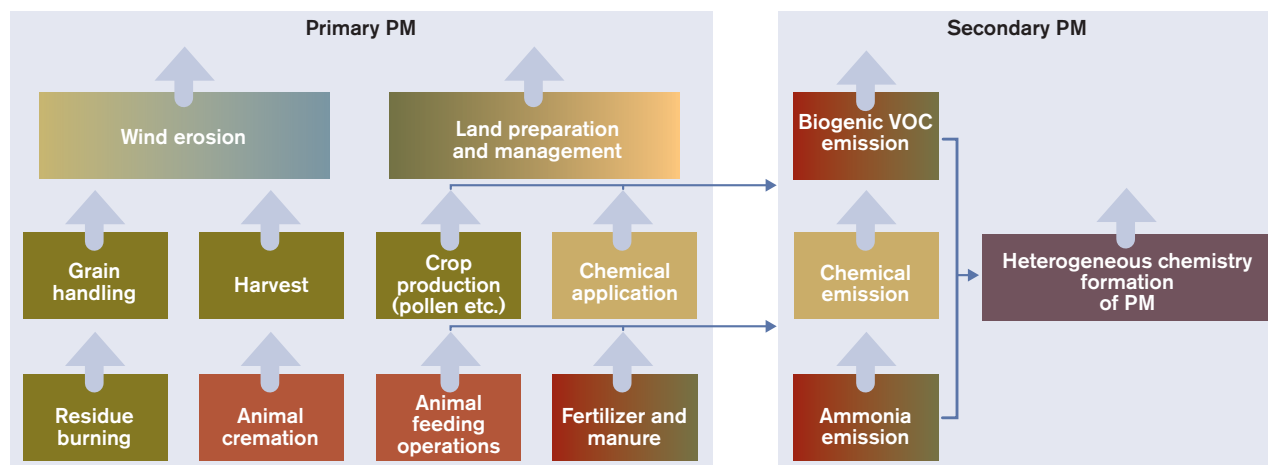 Primary PM
Wind erosion
Land preparation
and management
Grain
handling
Harvest
Crop
production
(pollen etc.)
Chemical
application
Residue
burning
Animal
cremation
Animal
feeding
operations
Fertilizer and
manure
Secondary PM
Biogenic VOC
emission
Chemical
emission
Ammonia
emission
Heterogeneous chemistry
formation
of PM